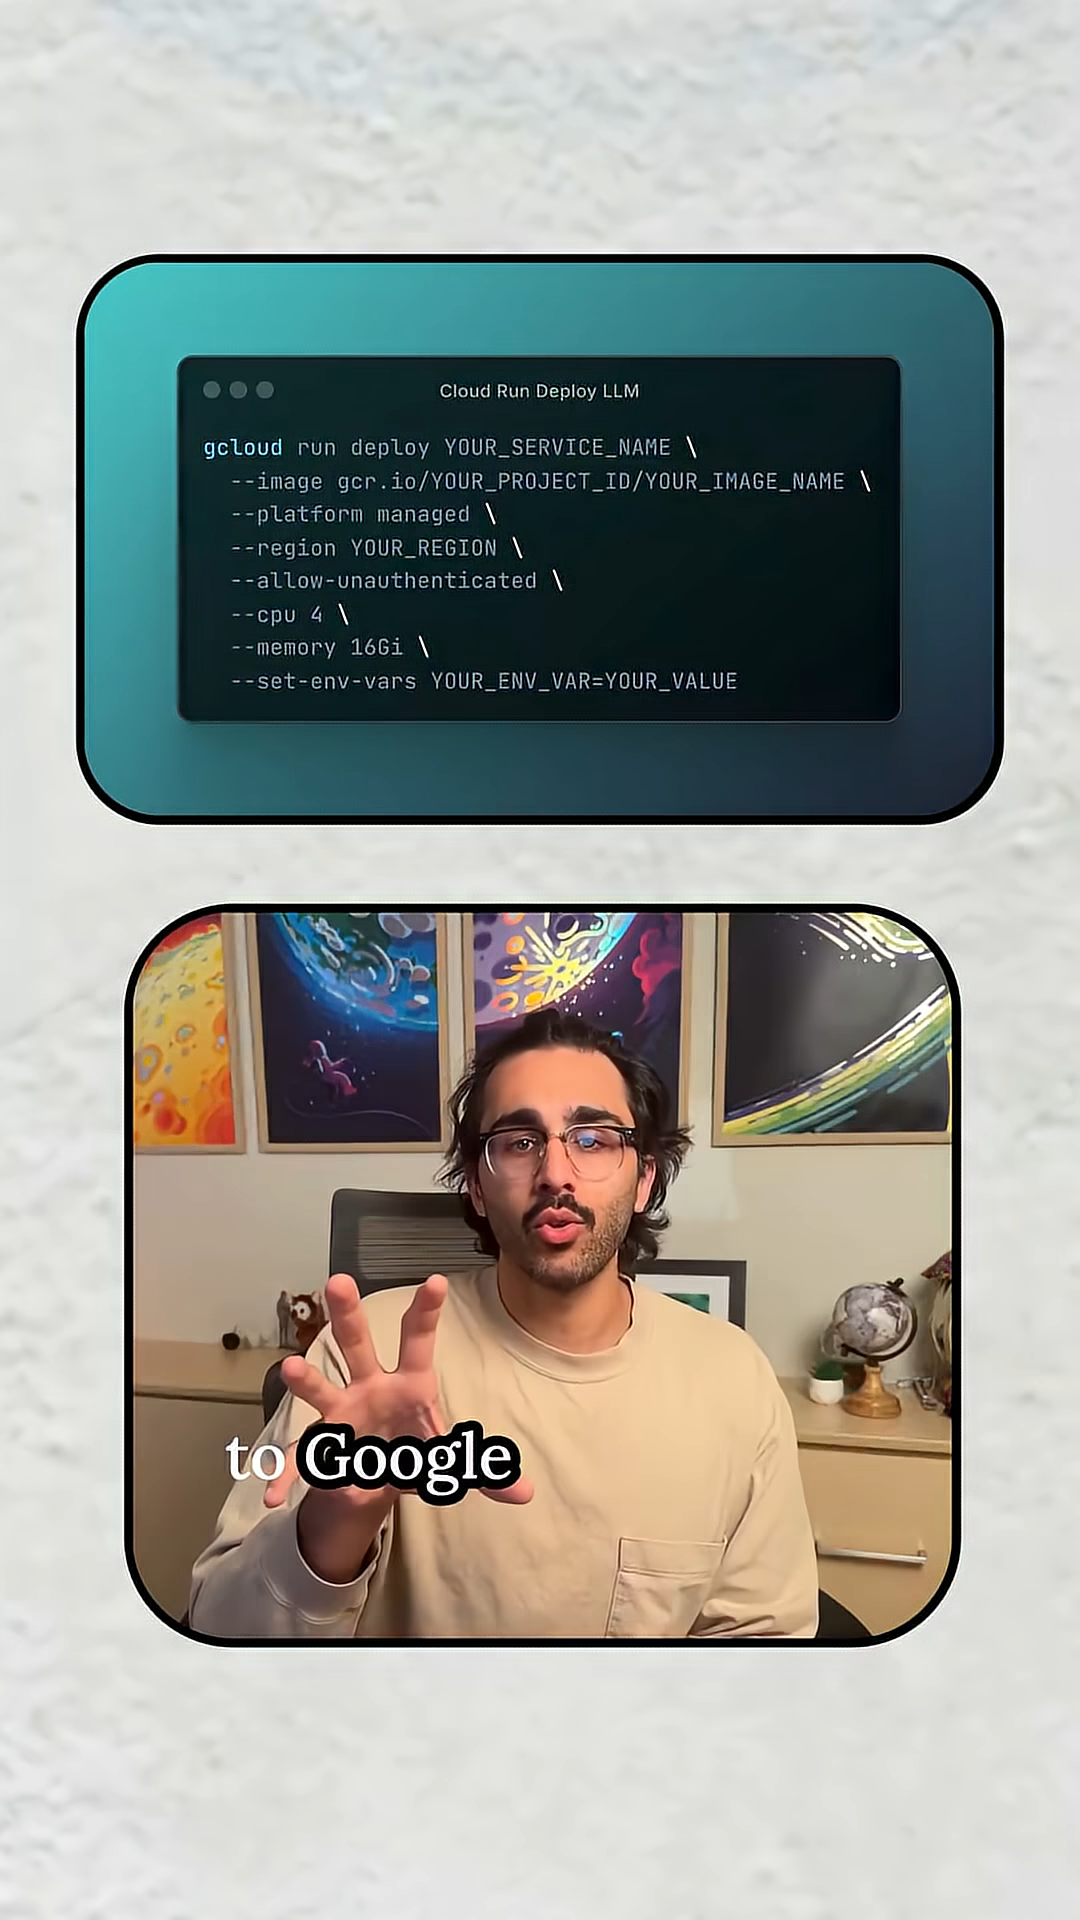 Cloud Run Deploy LLM
gcloud run deploy YOUR_SERVICE_NAME \
--image gcr.io/YOUR_PROJECT_ID/YOUR_IMAGE_NAME \
--platform managed \
--region YOUR_REGION \
--allow-unauthenticated \
--cpu 4 \
--memory 16Gi \
--set-env-vars YOUR_ENV_VAR=YOUR_VALUE
to Google